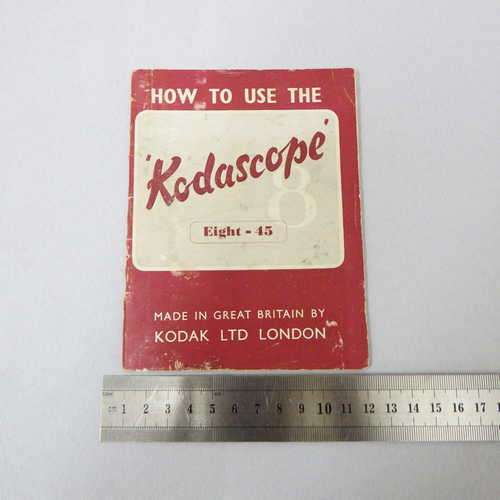 HOW TO USE THE
'Kodascope'
8
Eight - 45
MADE IN GREAT BRITAIN BY
KODAK LTD LONDON
cm 1 2 3 4 5 6 7 8 9 10 11 12 13 14 15 16 17